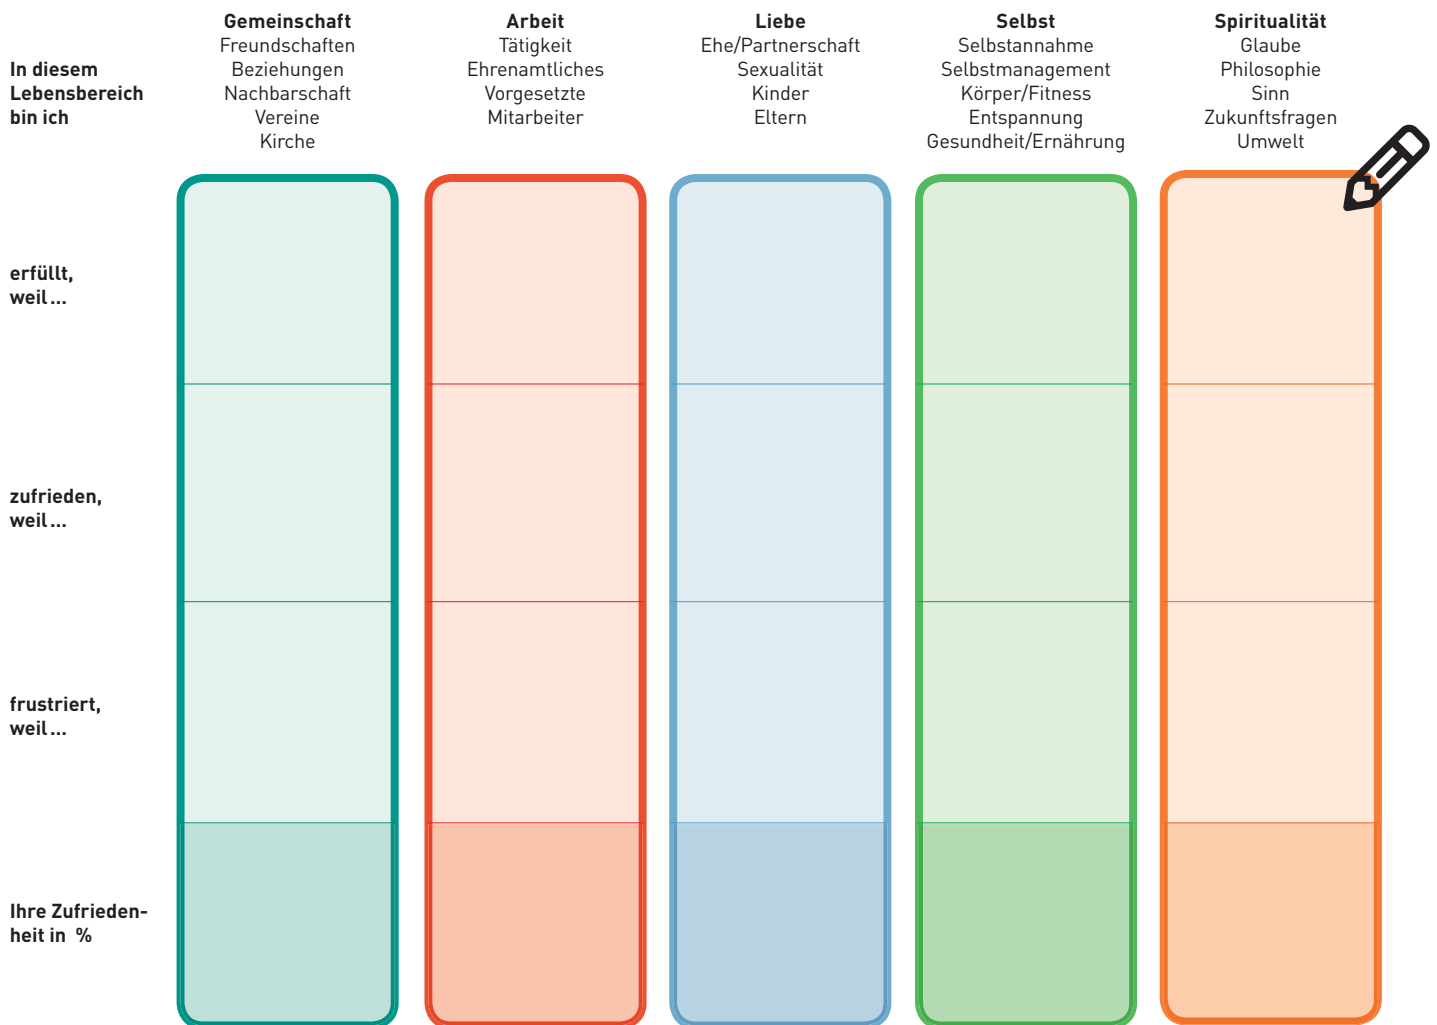 In diesem
Lebensbereich
bin ich
Gemeinschaft
Freundschaften
Beziehungen
Nachbarschaft
Vereine
Kirche
Arbeit
Tätigkeit
Ehrenamtliches
Vorgesetzte
Mitarbeiter
Liebe
Ehe/Partnerschaft
Sexualität
Kinder
Eltern
Selbst
Selbstannahme
Selbstmanagement
Körper/Fitness
Entspannung
Gesundheit/Ernährung
Spiritualität
Glaube
Philosophie
Sinn
Zukunftsfragen
Umwelt
erfüllt,
weil ...
zufrieden,
weil ...
frustriert,
weil ...
Ihre Zufrieden-
heit in %